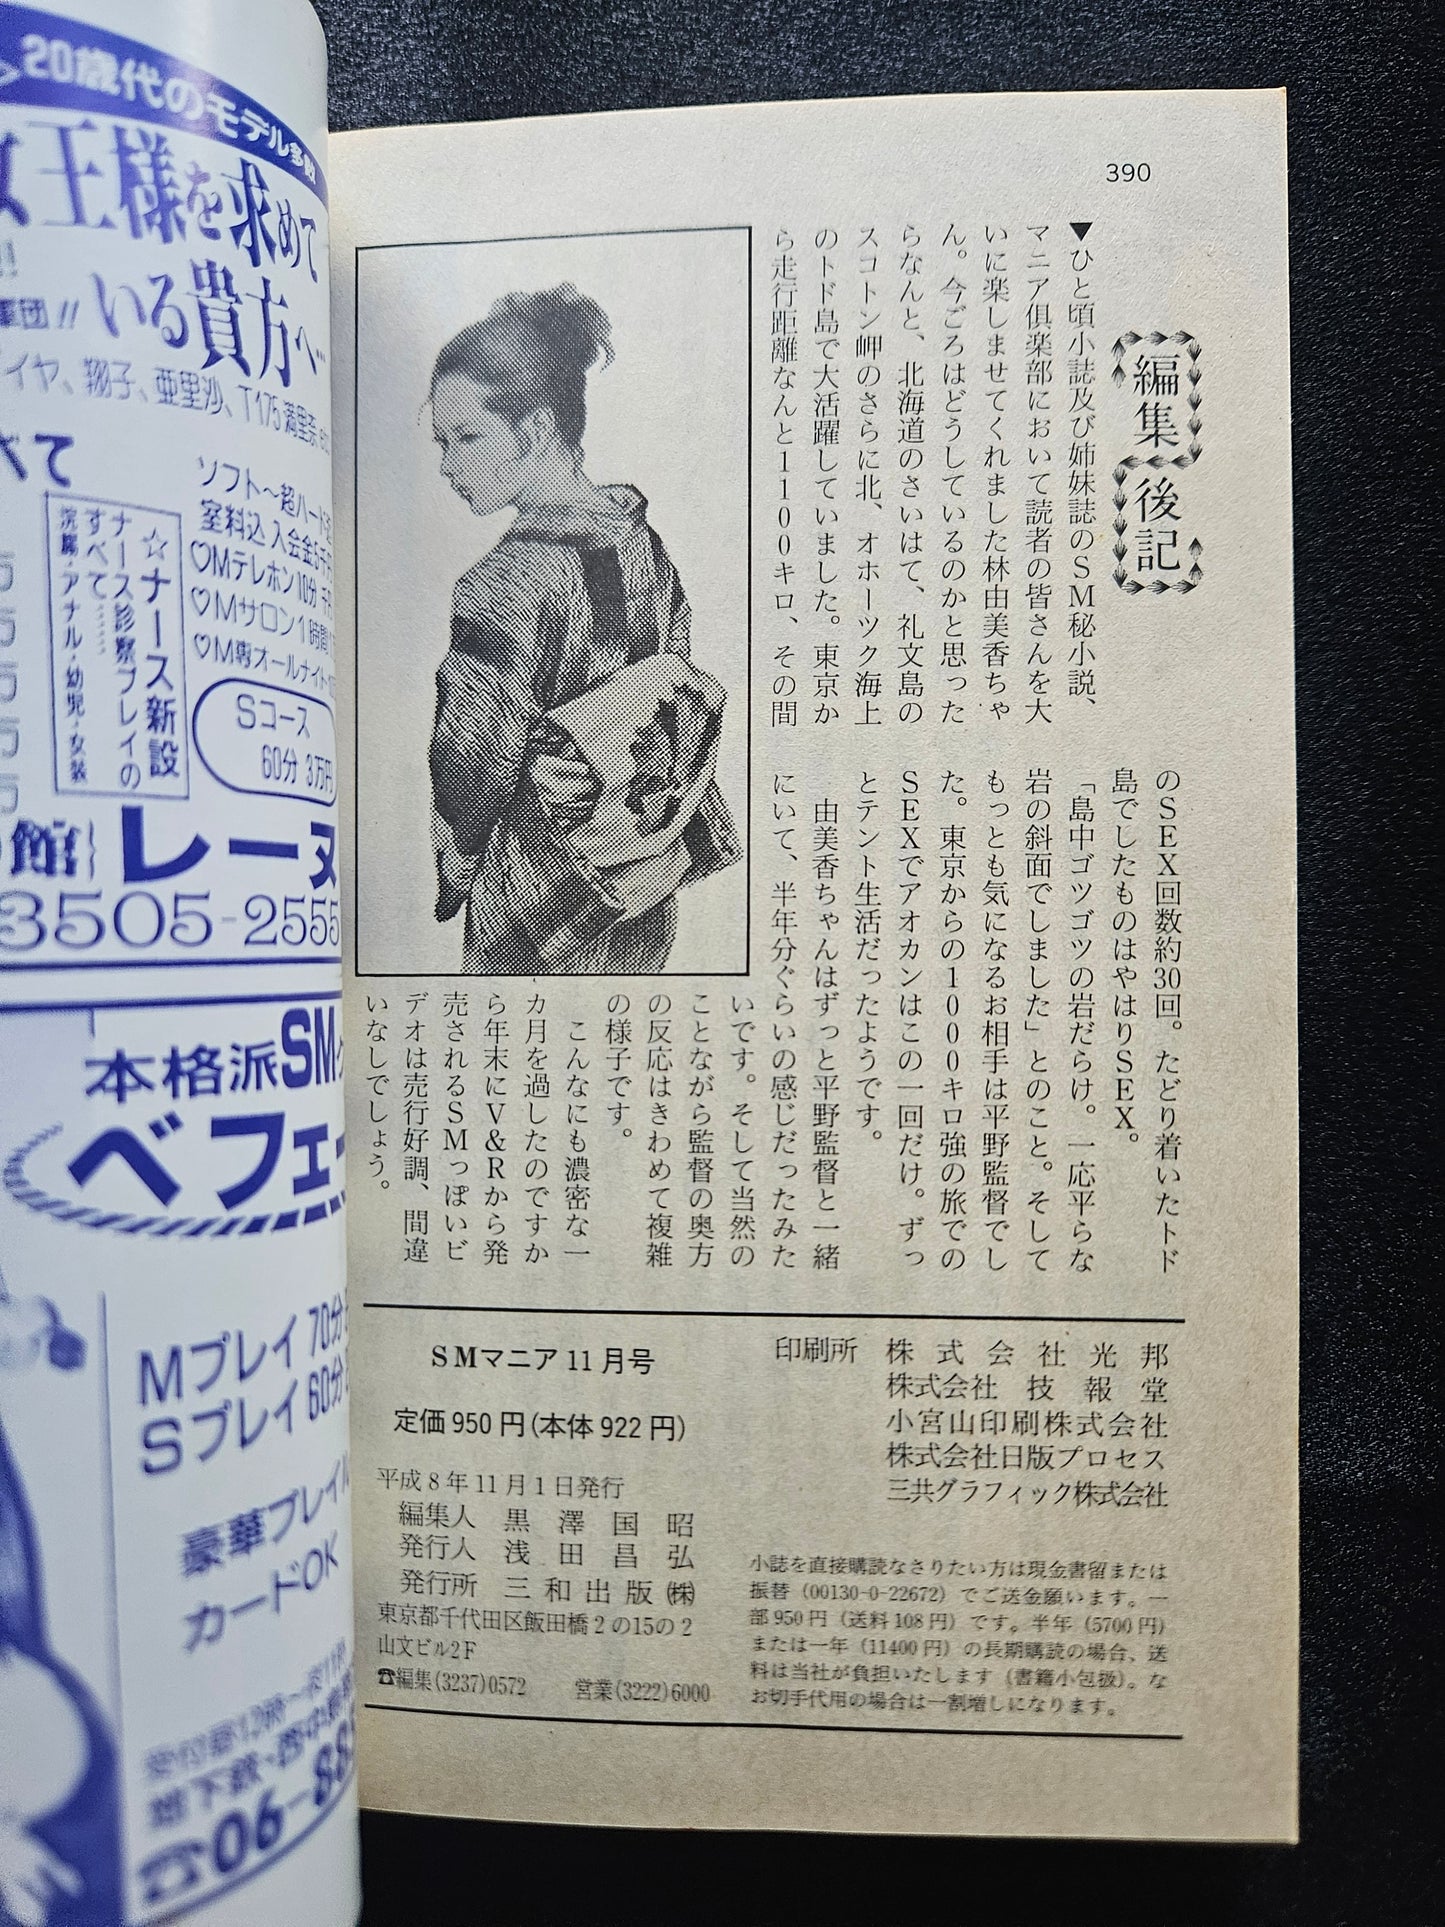 390
編集後記
▼ひと頃小誌及び姉妹誌のSM秘小説、
マニア倶楽部において読者の皆さんを大
いに楽しませてくれました林由美香ちゃ
ん。今ごろはどうしているのかと思った
らなんと、北海道のさいはて、礼文島の
スコトン岬のさらに北、オホーツク海上
のトド島で大活躍していました。東京か
ら走行距離なんと1100キロ、その間
のSEX回数約30回。たどり着いたトド
島でしたものはやはりSEX。
「島中ゴツゴツの岩だらけ。一応平らな
岩の斜面でしました」とのこと。そして
もっとも気になるお相手は平野監督でし
た。東京からの1000キロ強の旅での
SEXでアオカンはこの一回だけ。ずっ
とテント生活だったようです。
由美香ちゃんはずっと平野監督と一緒
にいて、半年分ぐらいの感じだったみた
いです。そして当然の
ことながら監督の奥方
の反応はきわめて複雑
の様子です。
こんなにも濃密な一
カ月を過したのですか
ら年末にV&Rから発
売されるSMっぽいビ
デオは売行好調、間違
いなしでしょう。
印刷所 株式会社光邦
株式会社 技報堂
小宮山印刷株式会社
株式会社日版プロセス
三共グラフィック株式会社
小誌を直接購読なさりたい方は現金書留または
振替(00130-0-22672)でご送金願います。一
部950円(送料108円)です。半年(5700円)
または一年(11400円)の長期購読の場合、送
料は当社が負担いたします(書籍小包扱)。な
お切手代用の場合は一割増しになります。
SMマニア11月号
定価950円(本体922円)
平成8年11月1日発行
編集人 黒澤国昭
発行人 浅田昌弘
発行所 三和出版㈱
東京都千代田区飯田橋2の15の2
山文ビル2F
☎編集(3237)0572 営業(3222)6000
20歳代のモデル多数
女王様を求めて
いる貴方へ…
軍団!!
イヤ、翔子、亜里沙、T175満里奈
べて
ソフト〜超ハード
室料込 入会金5千円
♡Mテレホン10分
♡Mサロン1時間
♡M専オールナイト
☆ナース新設
ナース診察プレイの
すべて……
浣腸・アナル・幼児・女装
Sコース
60分 3万円
館 レーヌ
3505-2555
本格派SM
ベフェー
Mプレイ 70分
Sプレイ 60分
豪華プレイル
カードOK
☎06-88